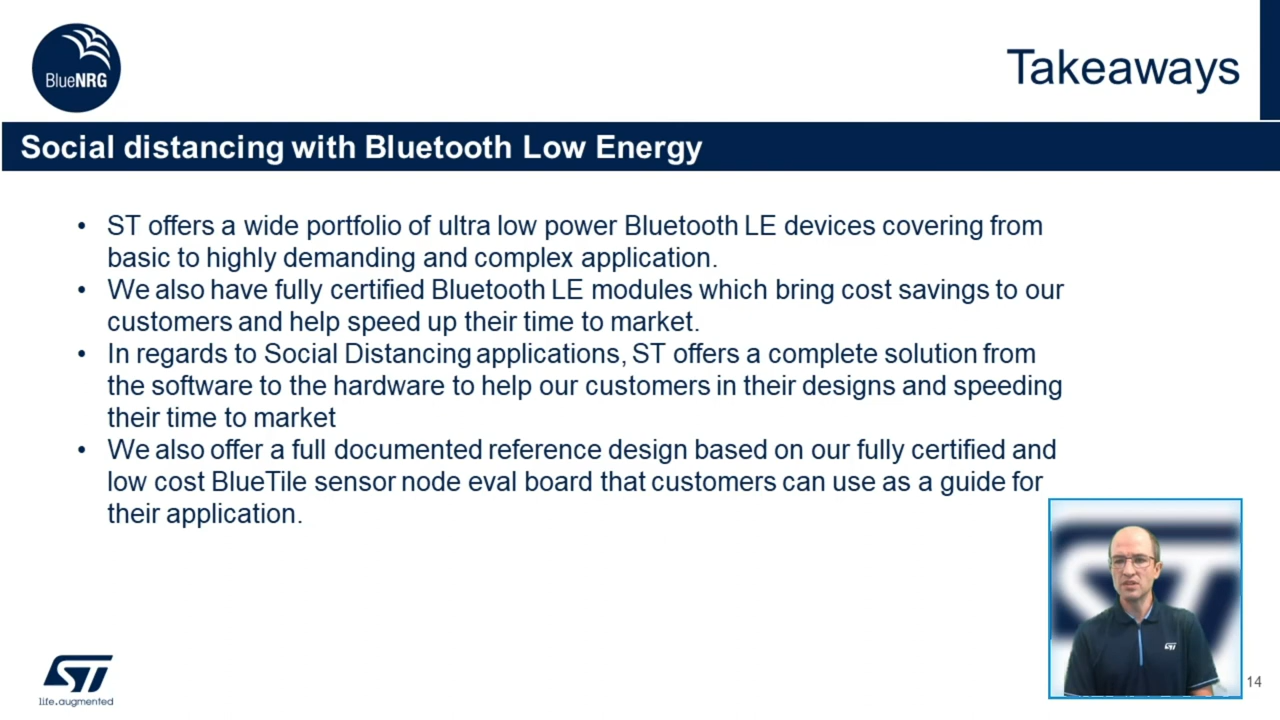 BlueNRG
Takeaways
Social distancing with Bluetooth Low Energy
• ST offers a wide portfolio of ultra low power Bluetooth LE devices covering from
basic to highly demanding and complex application.
• We also have fully certified Bluetooth LE modules which bring cost savings to our
customers and help speed up their time to market.
• In regards to Social Distancing applications, ST offers a complete solution from
the software to the hardware to help our customers in their designs and speeding
their time to market
• We also offer a full documented reference design based on our fully certified and
low cost BlueTile sensor node eval board that customers can use as a guide for
their application.
ST
ST
ST
life.augmented
14